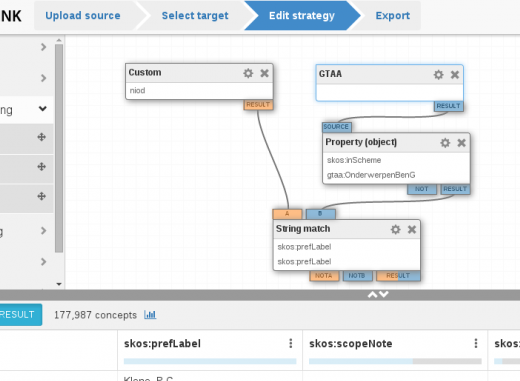 NK
Upload source
Select target
Edit strategy
Export
ng
g
Custom
niod
RESULT
GTAA
RESULT
SOURCE
Property (object)
skos:inScheme
gtaa:OnderwerpenBenG
NOT
RESULT
A
B
String match
skos:prefLabel
skos:prefLabel
NOTA
NOTB
RESULT
RESULT
177,987 concepts
skos:prefLabel
skos:scopeNote
skos: